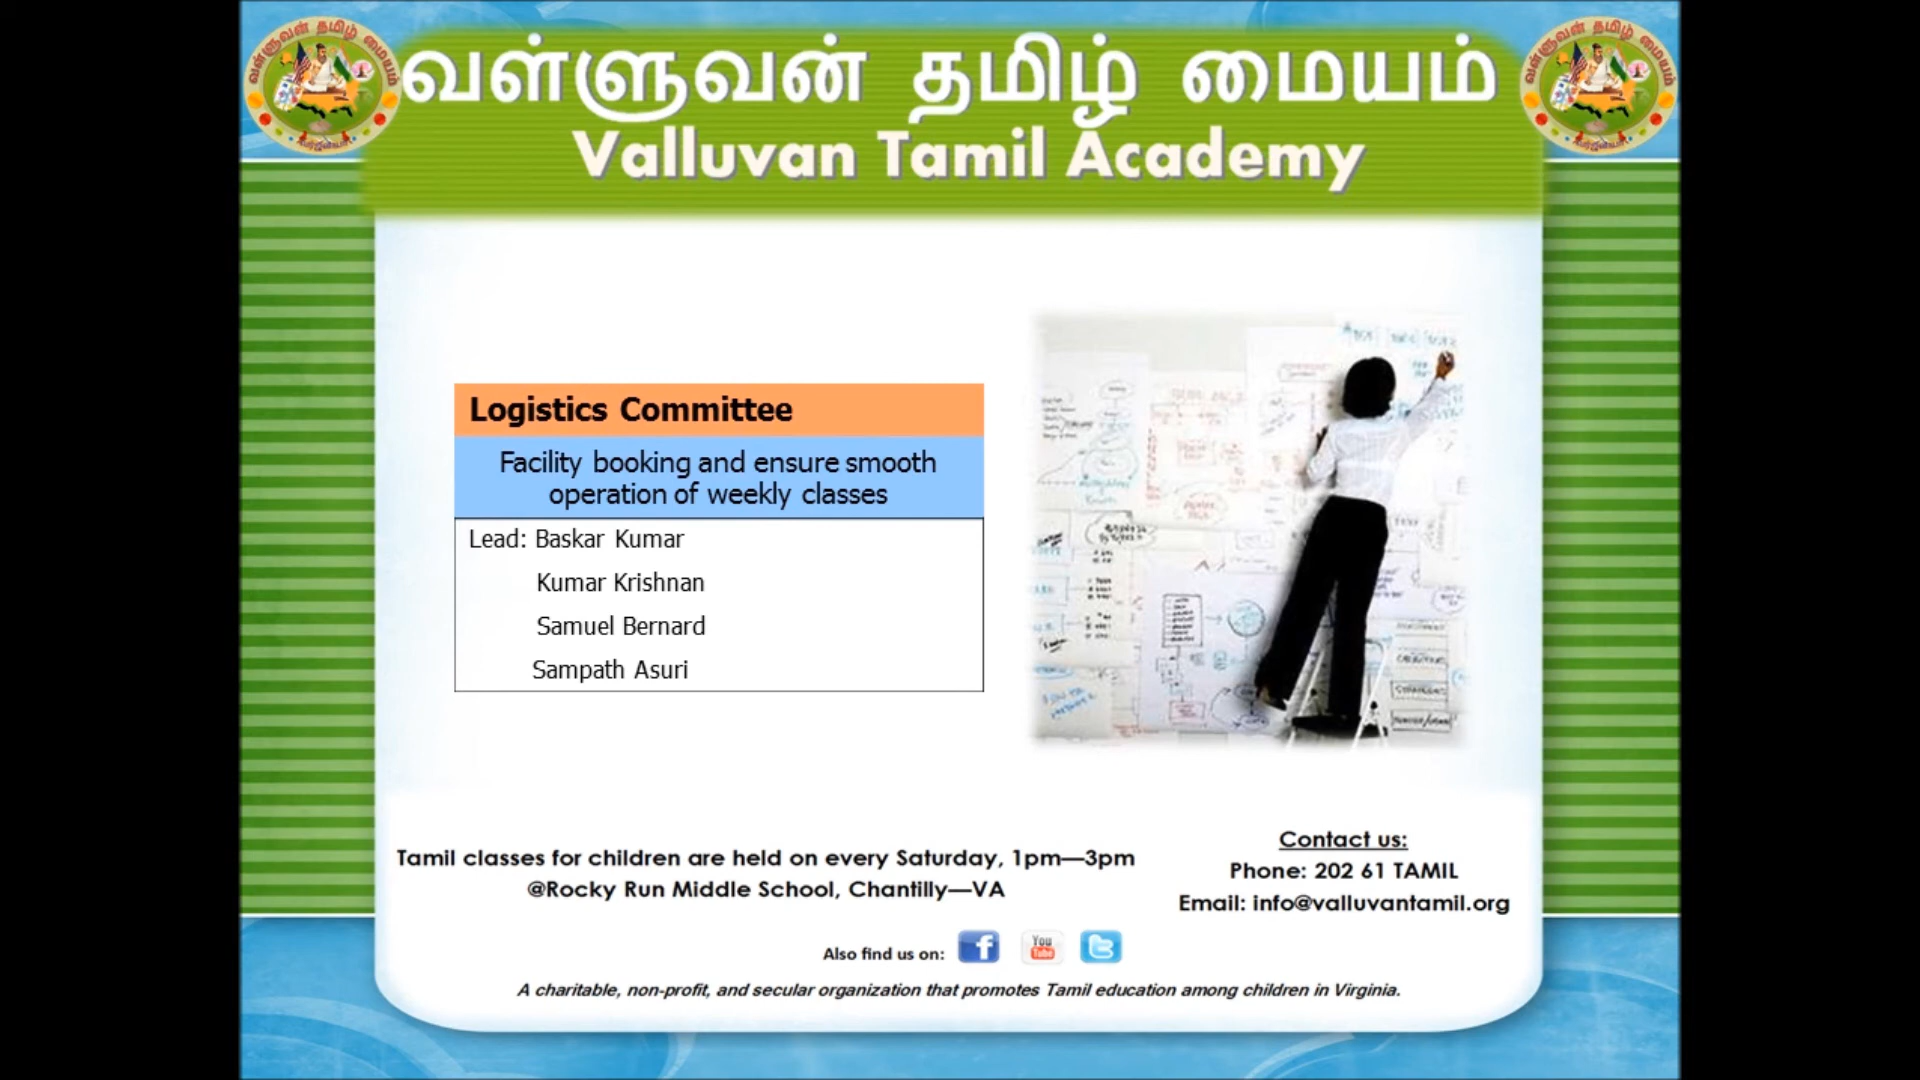 வள்ளுவன் தமிழ் மையம்
Valluvan Tamil Academy
Logistics Committee
Facility booking and ensure smooth
operation of weekly classes
Lead: Baskar Kumar
Kumar Krishnan
Samuel Bernard
Sampath Asuri
Tamil classes for children are held on every Saturday, 1pm—3pm
@Rocky Run Middle School, Chantilly—VA
Contact us:
Phone: 202 61 TAMIL
Email: info@valluvantamil.org
Also find us on:
You
Tube
A charitable, non-profit, and secular organization that promotes Tamil education among children in Virginia.